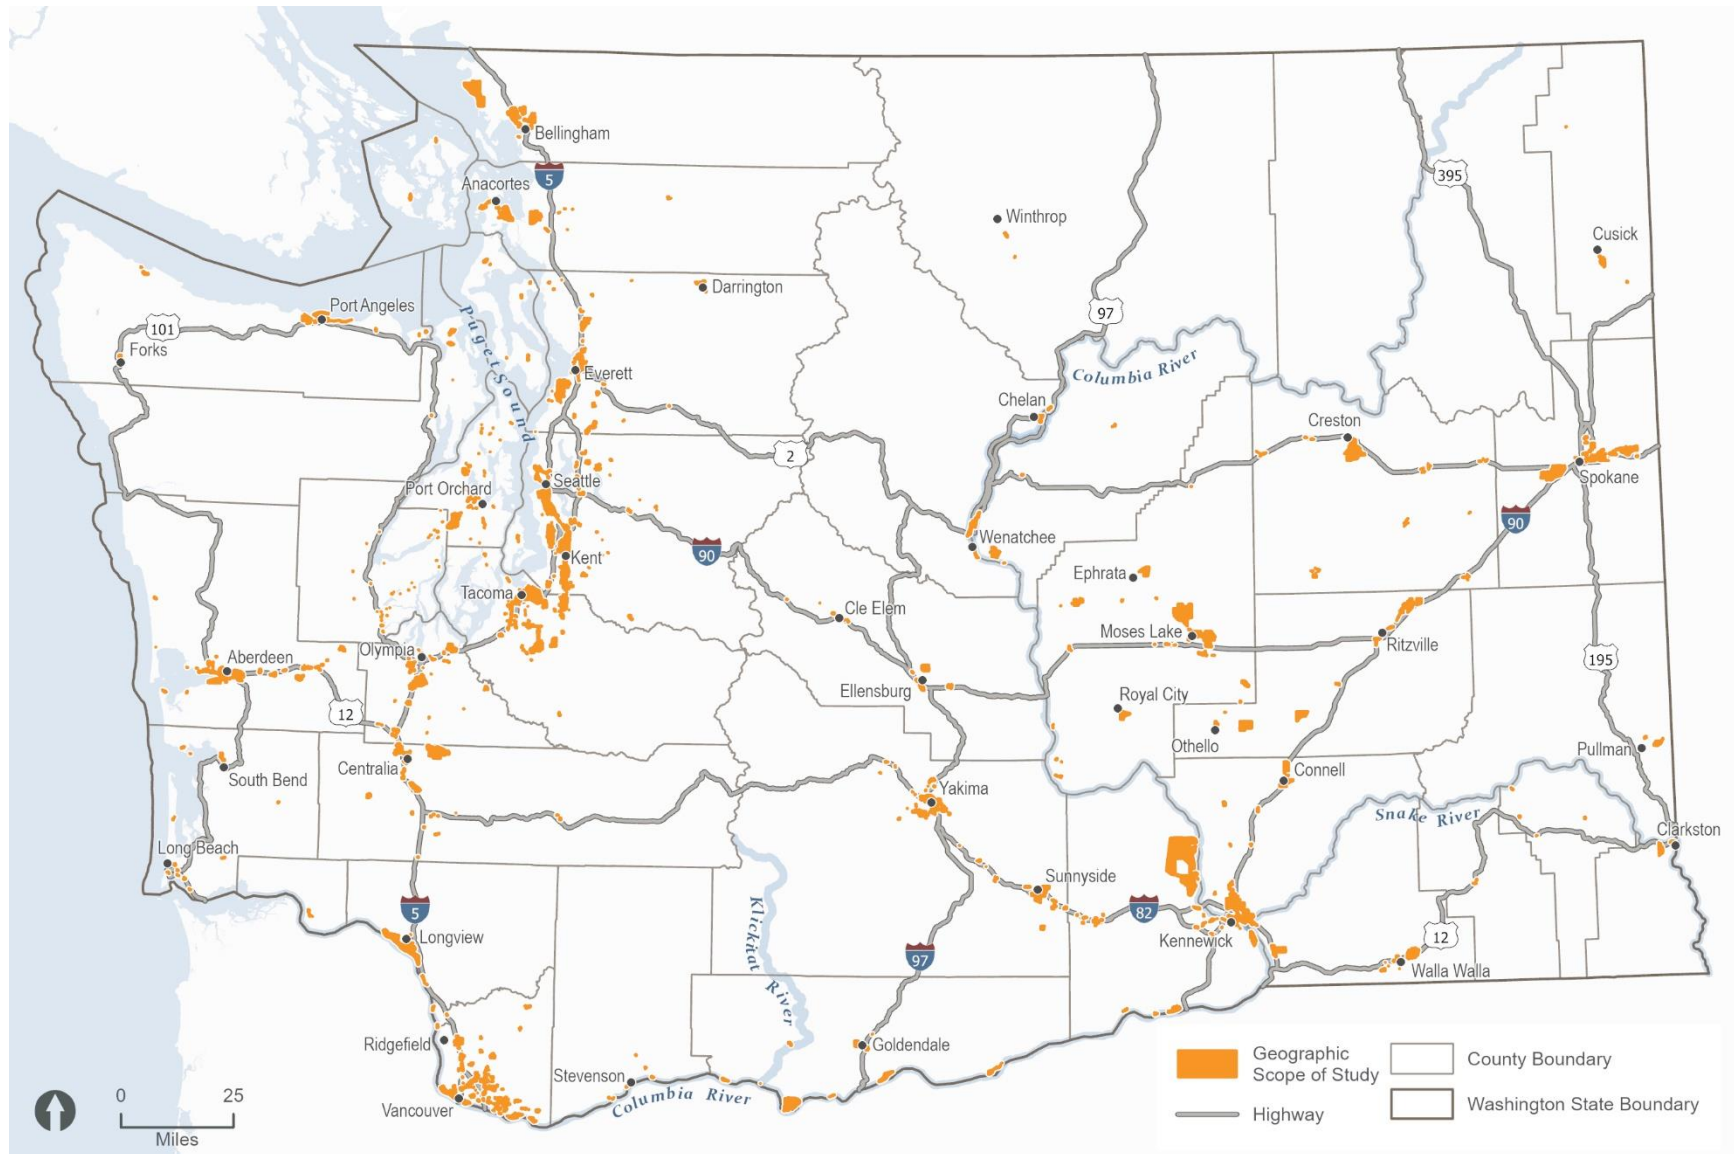 Bellingham
5
Anacortes
395
Winthrop
Cusick
Darrington
Port Angeles
97
101
Forks
Puget Sound
Everett
Columbia River
Chelan
Creston
2
Seattle
Port Orchard
Spokane
90
Wenatchee
90
Kent
Ephrata
Tacoma
Cle Elem
Moses Lake
Ritzville
Olympia
Aberdeen
195
Ellensburg
Royal City
12
Othello
Pullman
Centralia
South Bend
Connell
Yakima
Snake River
Clarkston
Long Beach
Sunnyside
5
82
Klickitat River
Longview
Kennewick
12
97
Walla Walla
Ridgefield
Goldendale
Stevenson
Columbia River
Vancouver
0 25
Miles
Geographic
Scope of Study
Highway
County Boundary
Washington State Boundary